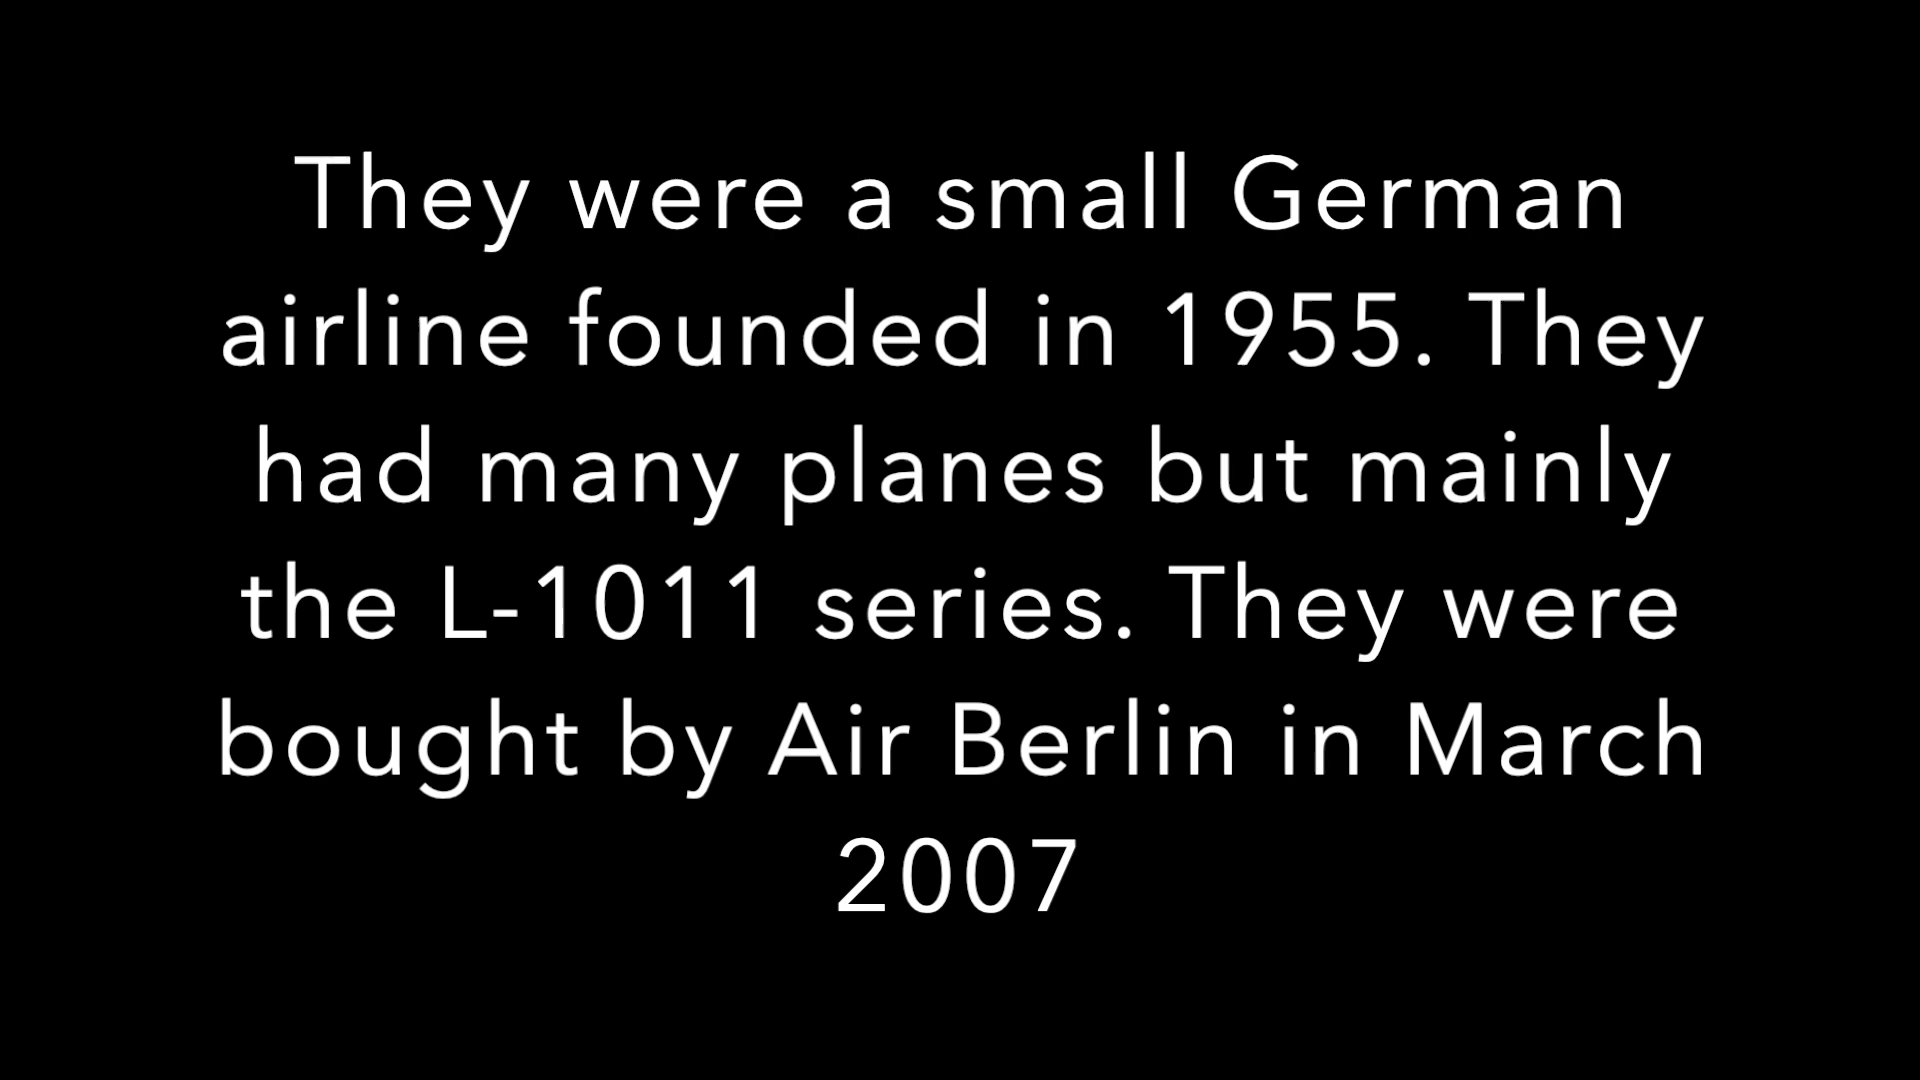 They were a small German
airline founded in 1955. They
had many planes but mainly
the L-1011 series. They were
bought by Air Berlin in March
2007